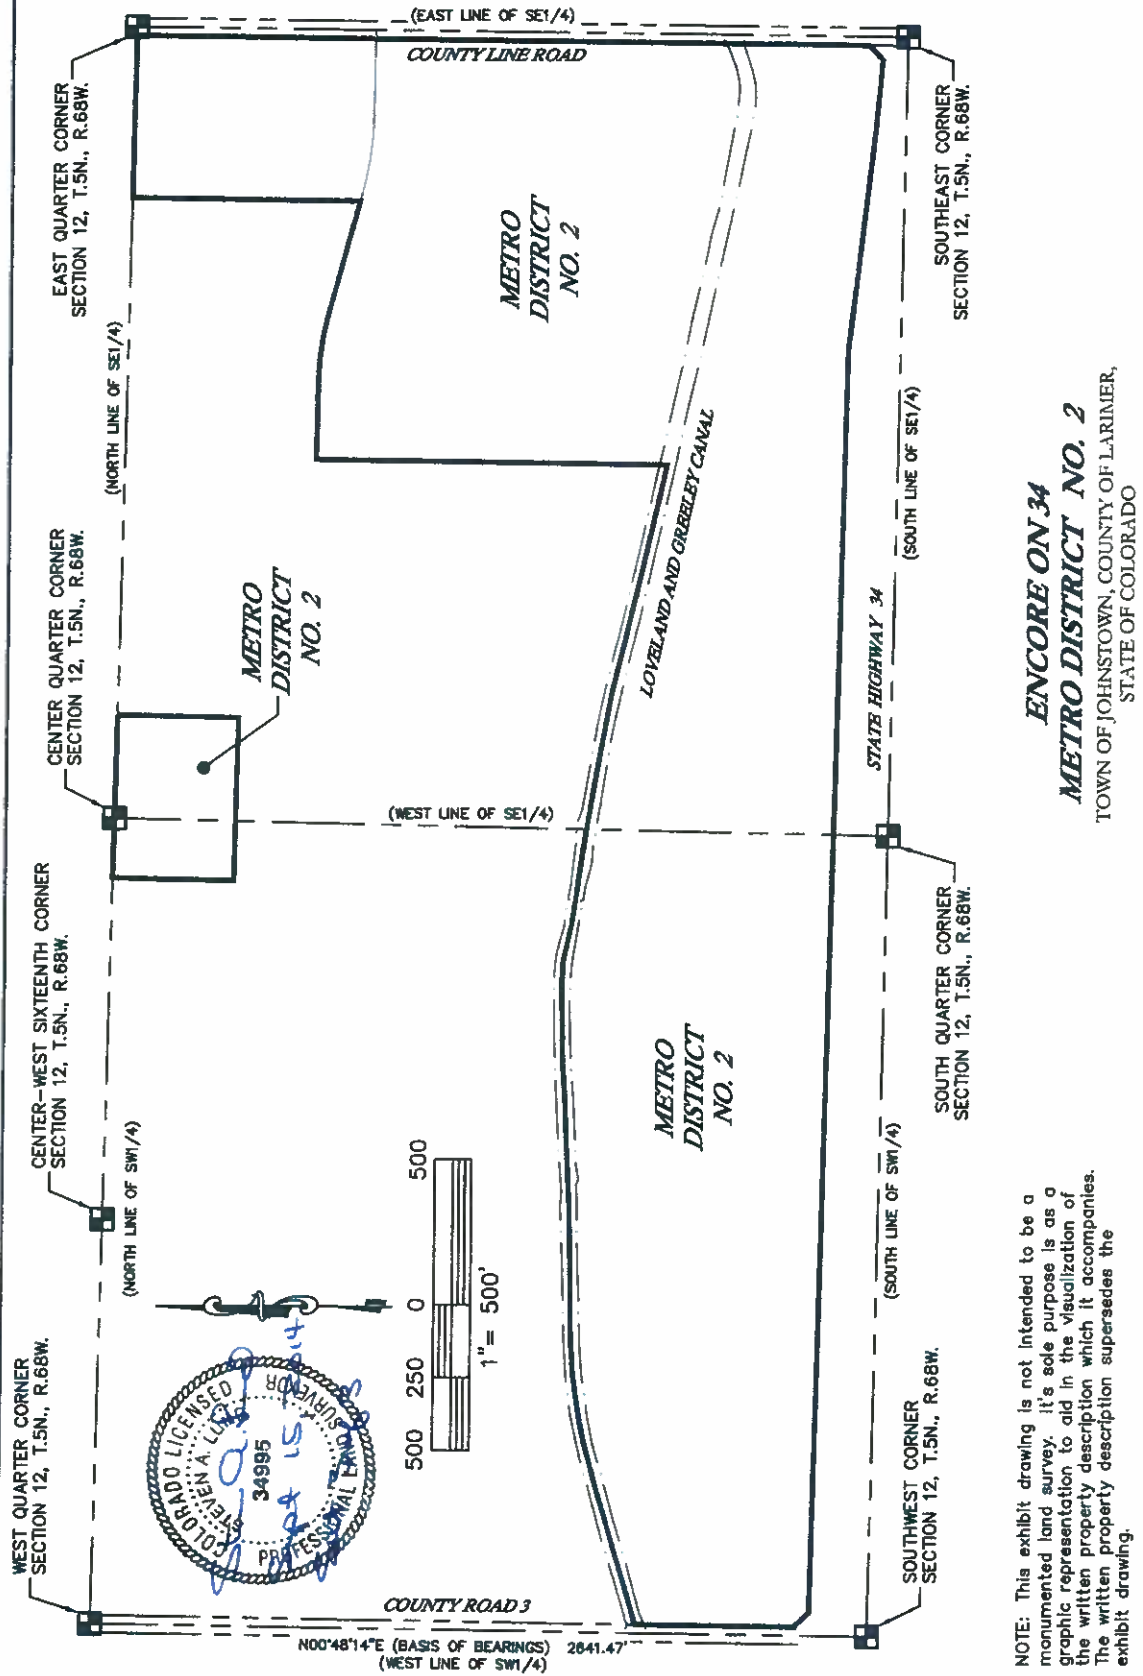 WEST QUARTER CORNER
SECTION 12, T.5N., R.68W.
CENTER-WEST SIXTEENTH CORNER
SECTION 12, T.5N., R.68W.
CENTER QUARTER CORNER
SECTION 12, T.5N., R.68W.
EAST QUARTER CORNER
SECTION 12, T.5N., R.68W.
(NORTH LINE OF SW1/4)
(NORTH LINE OF SE1/4)
COUNTY ROAD 3
N00°48'14"E (BASIS OF BEARINGS) 2641.47'
(WEST LINE OF SW1/4)
COLORADO LICENSED
STEVEN A.
34995
PROFESSIONAL LAND SURVEYOR
500 250 0 500
1"= 500'
(WEST LINE OF SE1/4)
METRO
DISTRICT
NO. 2
METRO
DISTRICT
NO. 2
METRO
DISTRICT
NO. 2
(EAST LINE OF SE1/4)
COUNTY LINE ROAD
LOVELAND AND GREELEY CANAL
STATE HIGHWAY 34
(SOUTH LINE OF SW1/4)
(SOUTH LINE OF SE1/4)
SOUTHWEST CORNER
SECTION 12, T.5N., R.68W.
SOUTH QUARTER CORNER
SECTION 12, T.5N., R.68W.
SOUTHEAST CORNER
SECTION 12, T.5N., R.68W.
NOTE: This exhibit drawing is not intended to be a
monumented land survey. It's sole purpose is as a
graphic representation to aid in the visualization of
the written property description which it accompanies.
The written property description supersedes the
exhibit drawing.
ENCORE ON 34
METRO DISTRICT NO. 2
TOWN OF JOHNSTOWN, COUNTY OF LARIMER,
STATE OF COLORADO